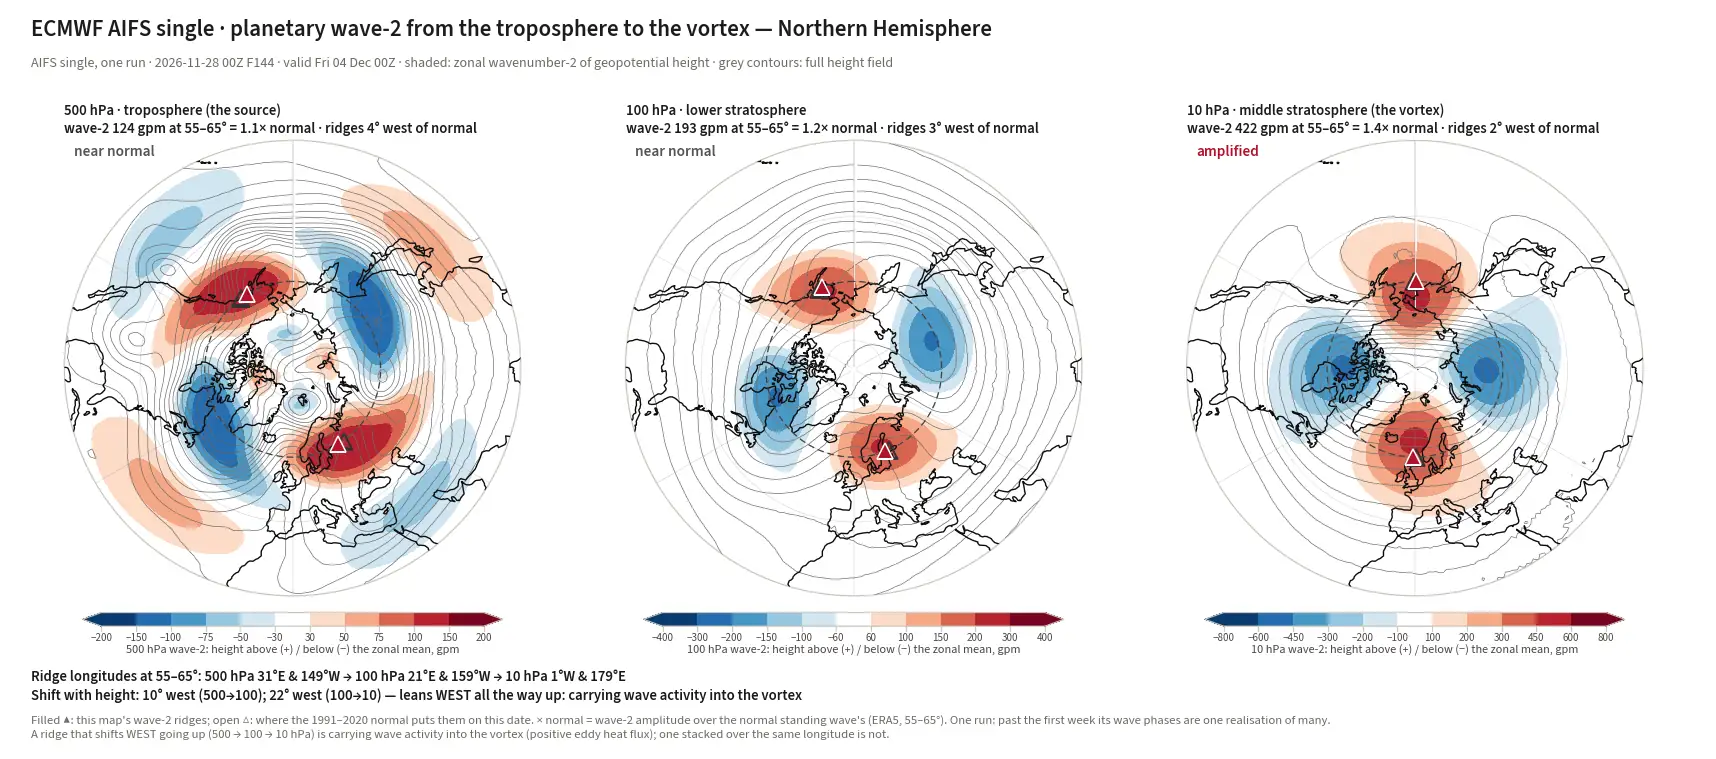 ECMWF AIFS single · planetary wave-2 from the troposphere to the vortex — Northern Hemisphere
AIFS single, one run · 2026-11-28 00Z F144 · valid Fri 04 Dec 00Z · shaded: zonal wavenumber-2 of geopotential height · grey contours: full height field
500 hPa · troposphere (the source)
wave-2 124 gpm at 55–65° = 1.1× normal · ridges 4° west of normal
near normal
100 hPa · lower stratosphere
wave-2 193 gpm at 55–65° = 1.2× normal · ridges 3° west of normal
near normal
10 hPa · middle stratosphere (the vortex)
wave-2 422 gpm at 55–65° = 1.4× normal · ridges 2° west of normal
amplified
−200 −150 −100 −75 −50 −30 30 50 75 100 150 200
500 hPa wave-2: height above (+) / below (−) the zonal mean, gpm
−400 −300 −200 −150 −100 −60 60 100 150 200 300 400
100 hPa wave-2: height above (+) / below (−) the zonal mean, gpm
−800 −600 −450 −300 −200 −100 100 200 300 450 600 800
10 hPa wave-2: height above (+) / below (−) the zonal mean, gpm
Ridge longitudes at 55–65°: 500 hPa 31°E & 149°W → 100 hPa 21°E & 159°W → 10 hPa 1°W & 179°E
Shift with height: 10° west (500→100); 22° west (100→10) — leans WEST all the way up: carrying wave activity into the vortex
Filled ▲: this map's wave-2 ridges; open △: where the 1991–2020 normal puts them on this date. × normal = wave-2 amplitude over the normal standing wave's (ERA5, 55–65°). One run: past the first week its wave phases are one realisation of many.
A ridge that shifts WEST going up (500 → 100 → 10 hPa) is carrying wave activity into the vortex (positive eddy heat flux); one stacked over the same longitude is not.